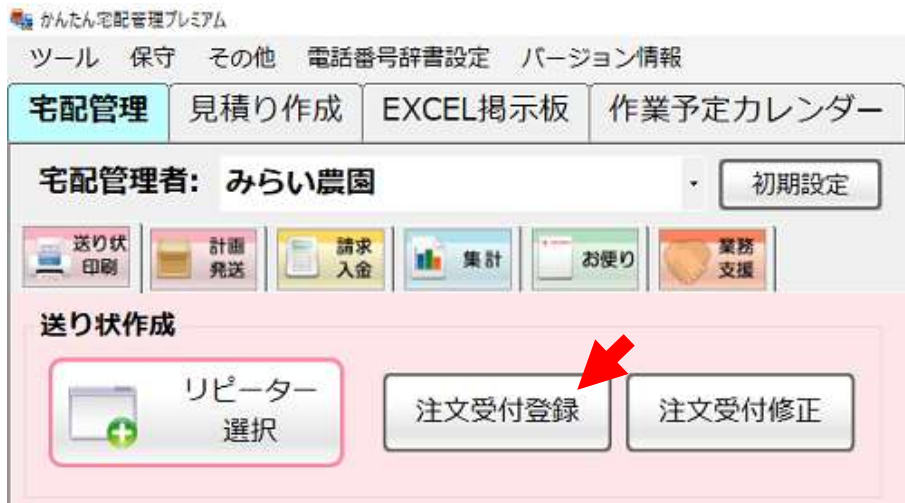 かんたん宅配管理プレミアム
ツール 保守 その他 電話番号辞書設定 バージョン情報
宅配管理 見積り作成 EXCEL掲示板 作業予定カレンダー
宅配管理者: みらい農園 初期設定
送り状
印刷
計画
発送
請求
入金
集計
お便り
業務
支援
送り状作成
リピーター
選択
注文受付登録
注文受付修正